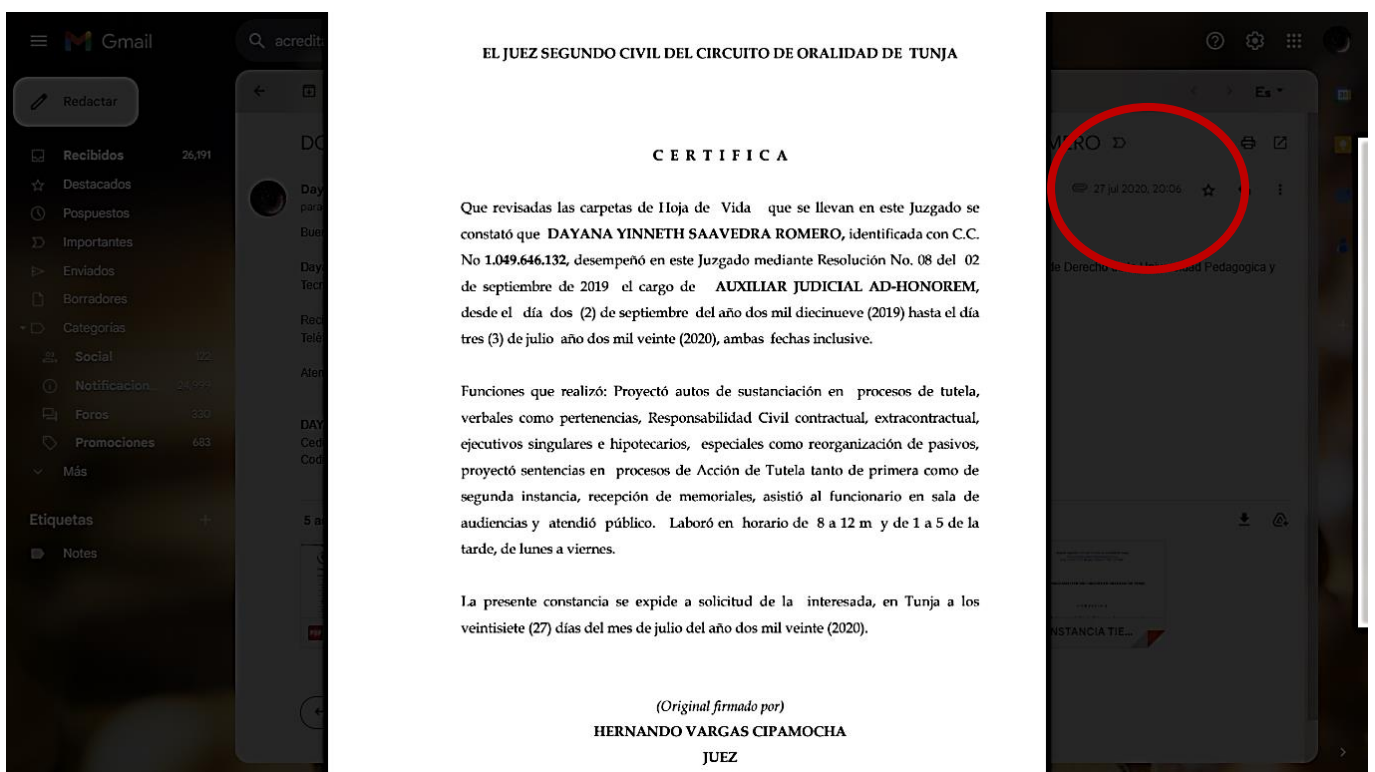 Gmail
acredit
Redactar
Es
Recibidos 26,191
Destacados
Pospuestos
Importantes
Enviados
Borradores
Categorías
Social 122
Notificacion...
Foros 330
Promociones 683
Más
Etiquetas
Notes
EL JUEZ SEGUNDO CIVIL DEL CIRCUITO DE ORALIDAD DE TUNJA
C E R T I F I C A
Que revisadas las carpetas de Hoja de Vida que se llevan en este Juzgado se
constató que DAYANA YINNETH SAAVEDRA ROMERO, identificada con C.C.
No 1.049.646.132, desempeñó en este Juzgado mediante Resolución No. 08 del 02
de septiembre de 2019 el cargo de AUXILIAR JUDICIAL AD-HONOREM,
desde el día dos (2) de septiembre del año dos mil diecinueve (2019) hasta el día
tres (3) de julio año dos mil veinte (2020), ambas fechas inclusive.
Funciones que realizó: Proyectó autos de sustanciación en procesos de tutela,
verbales como pertenencias, Responsabilidad Civil contractual, extracontractual,
ejecutivos singulares e hipotecarios, especiales como reorganización de pasivos,
proyectó sentencias en procesos de Acción de Tutela tanto de primera como de
segunda instancia, recepción de memoriales, asistió al funcionario en sala de
audiencias y atendió público. Laboró en horario de 8 a 12 m y de 1 a 5 de la
tarde, de lunes a viernes.
La presente constancia se expide a solicitud de la interesada, en Tunja a los
veintisiete (27) días del mes de julio del año dos mil veinte (2020).
(Original firmado por)
HERNANDO VARGAS CIPAMOCHA
JUEZ
MERO
27 jul 2020, 20:06
de Derecho de la Universidad Pedagogica y
NSTANCIA TIE...